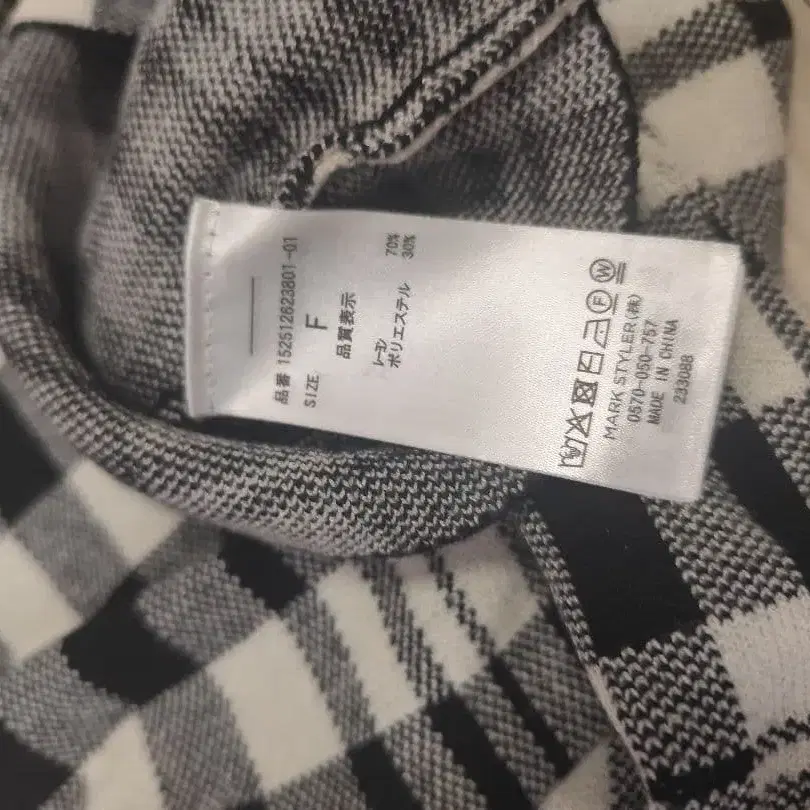 品番 152512623801-01
SIZE F
品質表示
レーヨン 70%
ポリエステル 30%
F W
MARK STYLER(株)
0570-050-757
MADE IN CHINA
233088